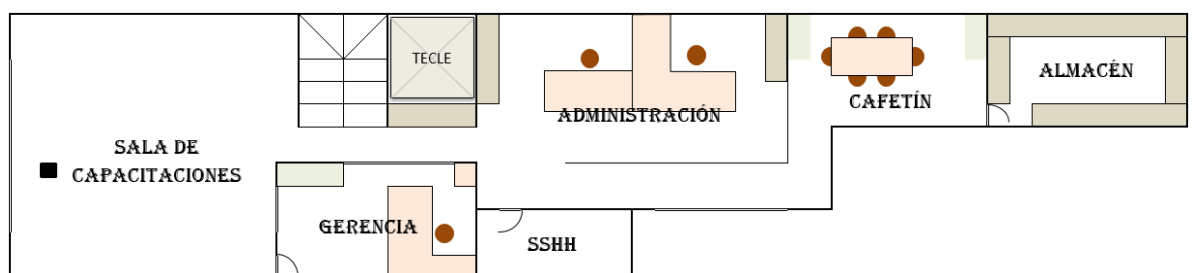 TECLE
ALMACÉN
CAFETÍN
ADMINISTRACIÓN
SALA DE
CAPACITACIONES
GERENCIA
SSHH